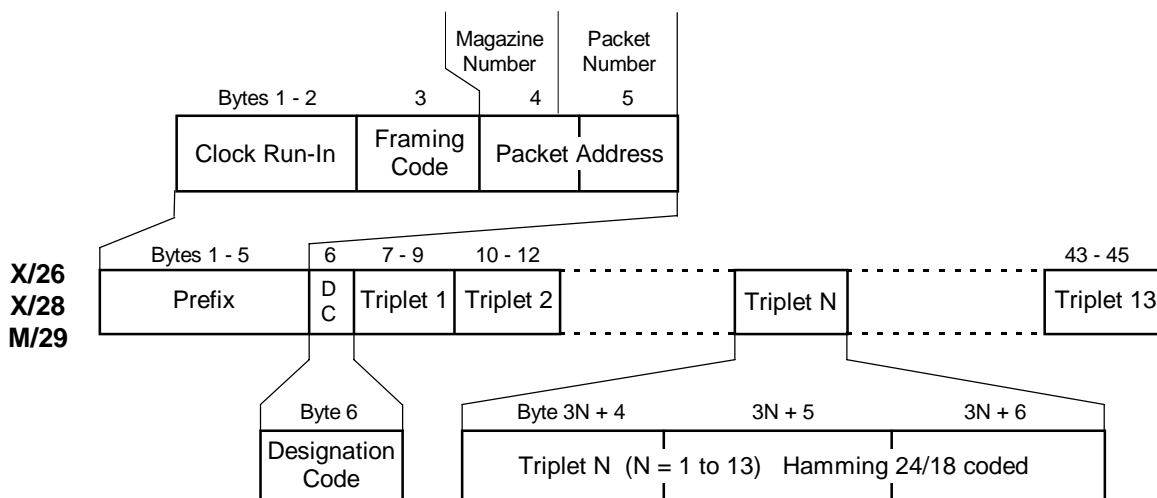 Magazine Number
Packet Number
Bytes 1 - 2
3
4
5
Clock Run-In
Framing Code
Packet Address
Bytes 1 - 5
6
7 - 9
10 - 12
43 - 45
X/26
X/28
M/29
Prefix
D C
Triplet 1
Triplet 2
Triplet N
Triplet 13
Byte 6
Byte 3N + 4
3N + 5
3N + 6
Designation Code
Triplet N (N = 1 to 13) Hamming 24/18 coded